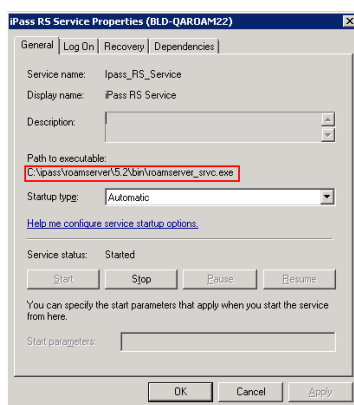 iPass RS Service Properties (BLD-QAROAM22)
General Log On Recovery Dependencies
Service name: Ipass_RS_Service
Display name: iPass RS Service
Description:
Path to executable:
C:\ipass\roamserver\5.2\bin\roamserver_srvc.exe
Startup type: Automatic
Help me configure service startup options.
Service status: Started
Start Stop Pause Resume
You can specify the start parameters that apply when you start the service
from here.
Start parameters:
OK Cancel Apply